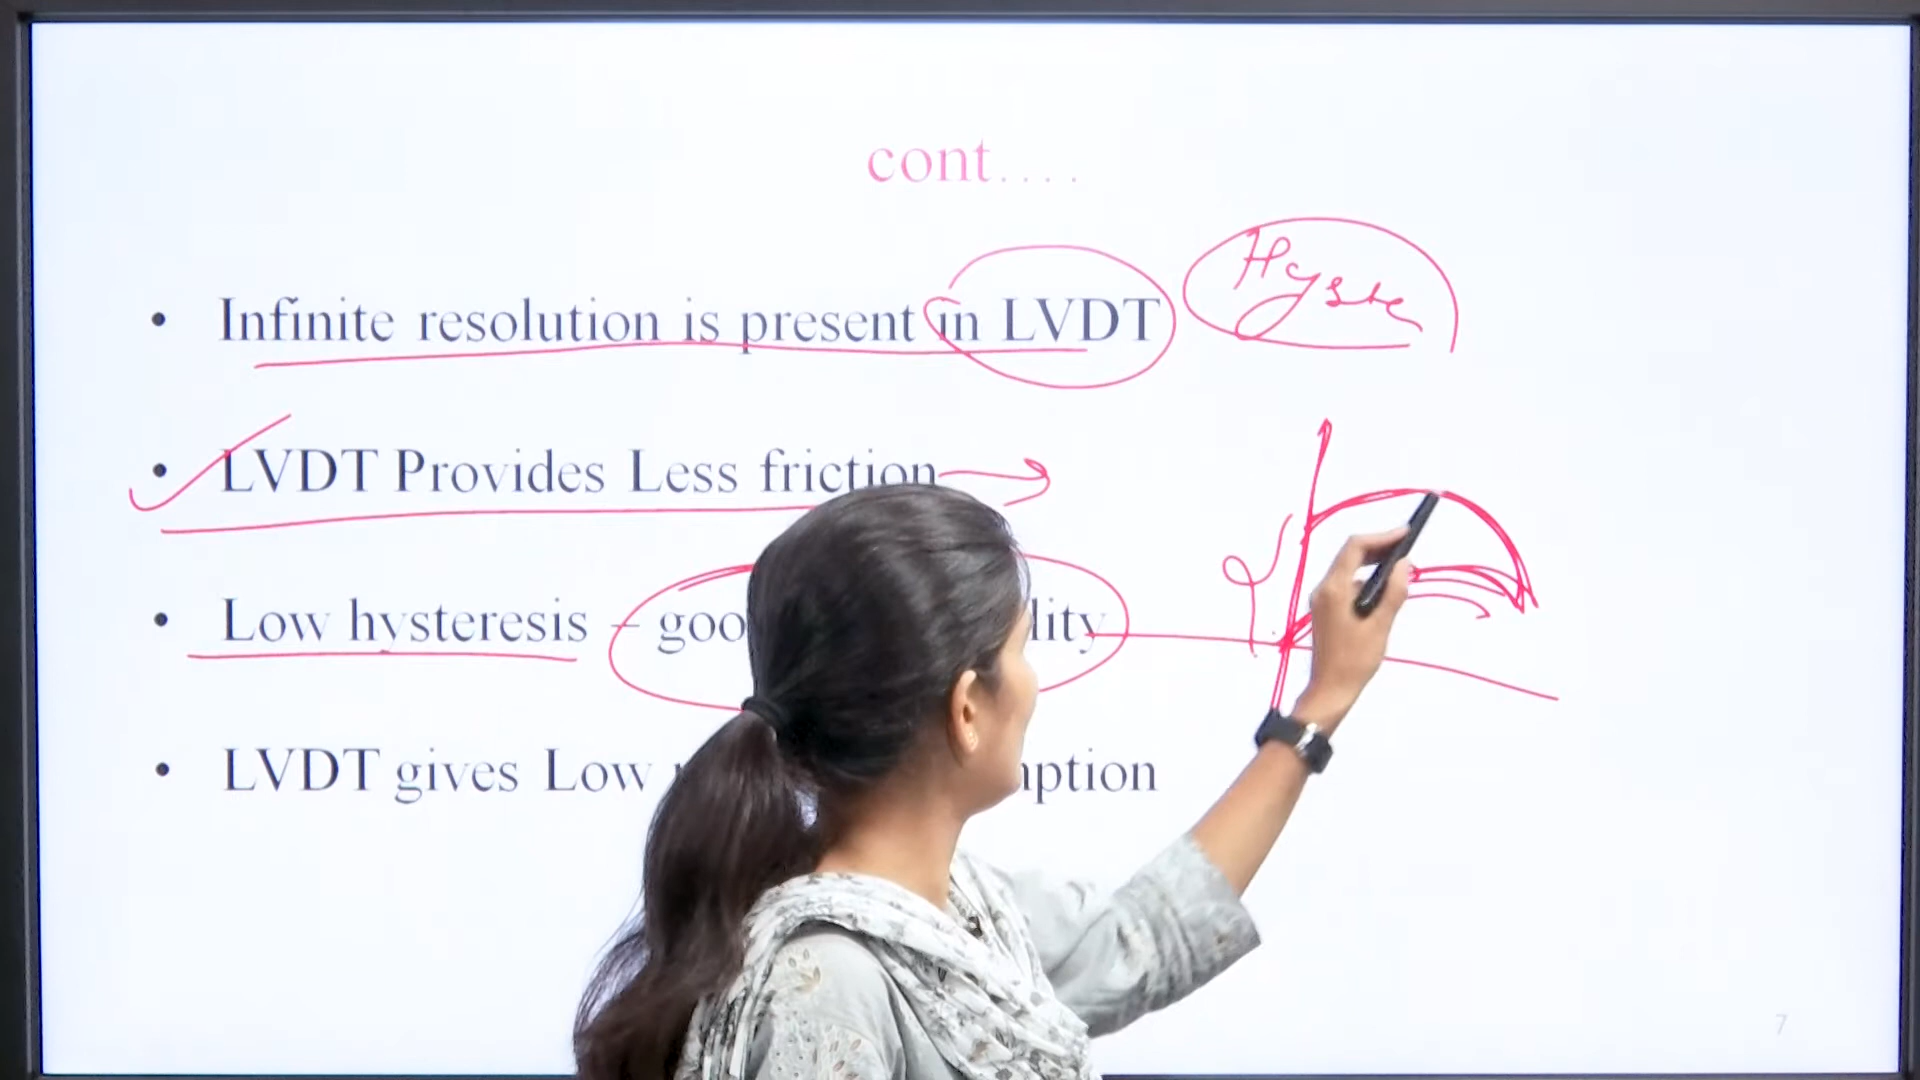 cont....
• Infinite resolution is present in LVDT
Hyste
• LVDT Provides Less friction
• Low hysteresis – goo lity
• LVDT gives Low mption
7